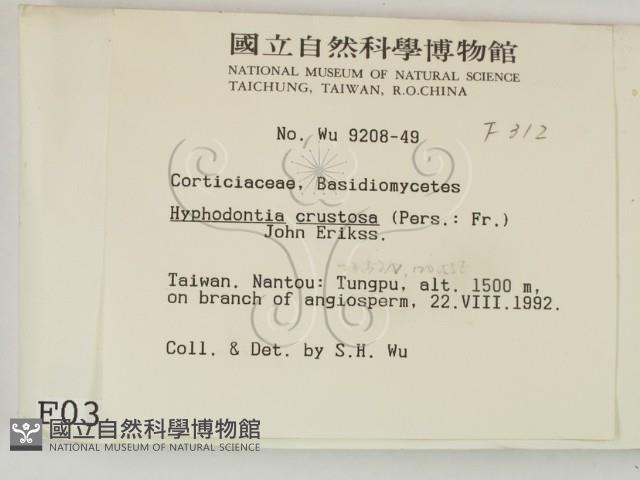 國立自然科學博物館
NATIONAL MUSEUM OF NATURAL SCIENCE
TAICHUNG, TAIWAN, R.O.CHINA
No. Wu 9208-49
F 312
Corticiaceae, Basidiomycetes
Hyphodontia crustosa (Pers.: Fr.)
John Erikss.
Taiwan. Nantou: Tungpu, alt. 1500 m,
on branch of angiosperm, 22.VIII.1992.
Coll. & Det. by S.H. Wu
F03
國立自然科學博物館
NATIONAL MUSEUM OF NATURAL SCIENCE